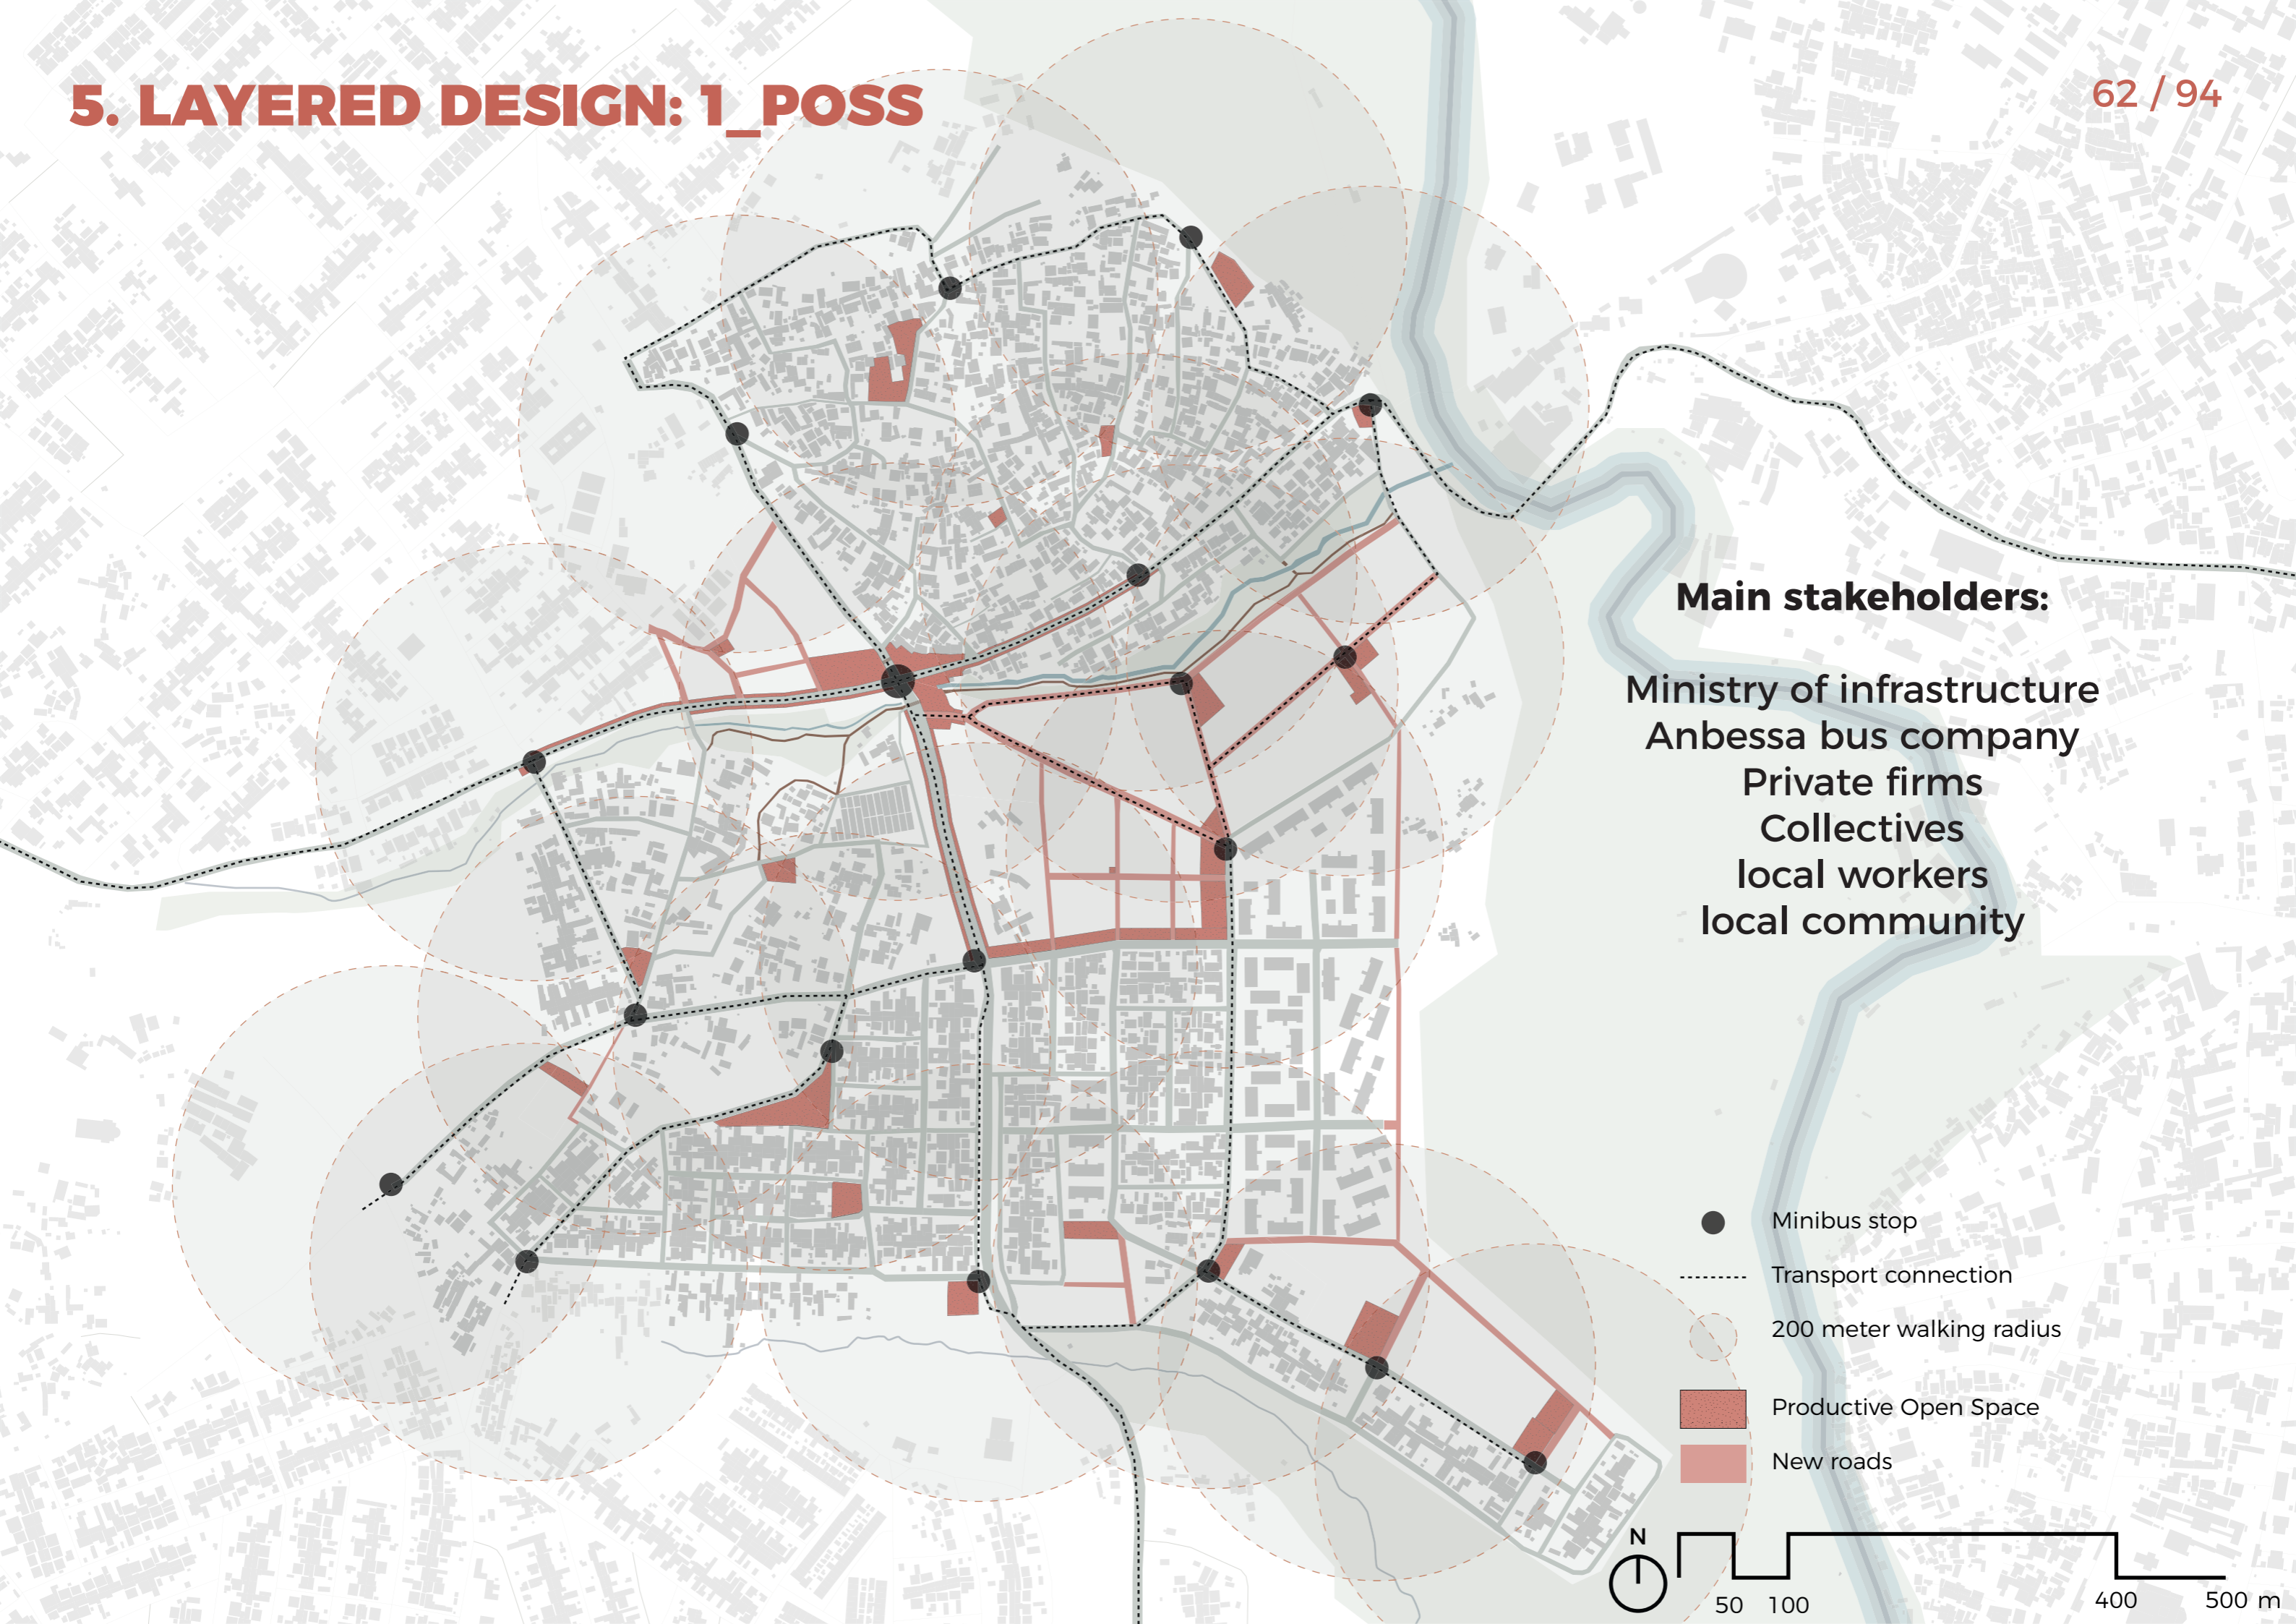 5. LAYERED DESIGN: 1_POSS
62 / 94
Main stakeholders:
Ministry of infrastructure
Anbessa bus company
Private firms
Collectives
local workers
local community
Minibus stop
Transport connection
200 meter walking radius
Productive Open Space
New roads
N
50 100 400 500 m